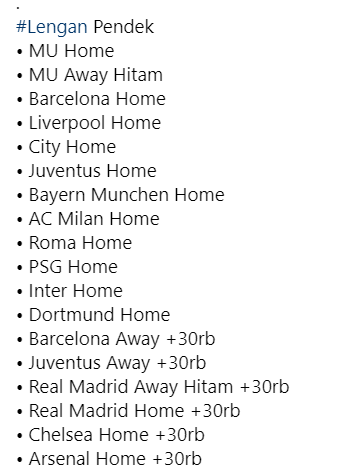 .
#Lengan Pendek
• MU Home
• MU Away Hitam
• Barcelona Home
• Liverpool Home
• City Home
• Juventus Home
• Bayern Munchen Home
• AC Milan Home
• Roma Home
• PSG Home
• Inter Home
• Dortmund Home
• Barcelona Away +30rb
• Juventus Away +30rb
• Real Madrid Away Hitam +30rb
• Real Madrid Home +30rb
• Chelsea Home +30rb
• Arsenal Home +30rb